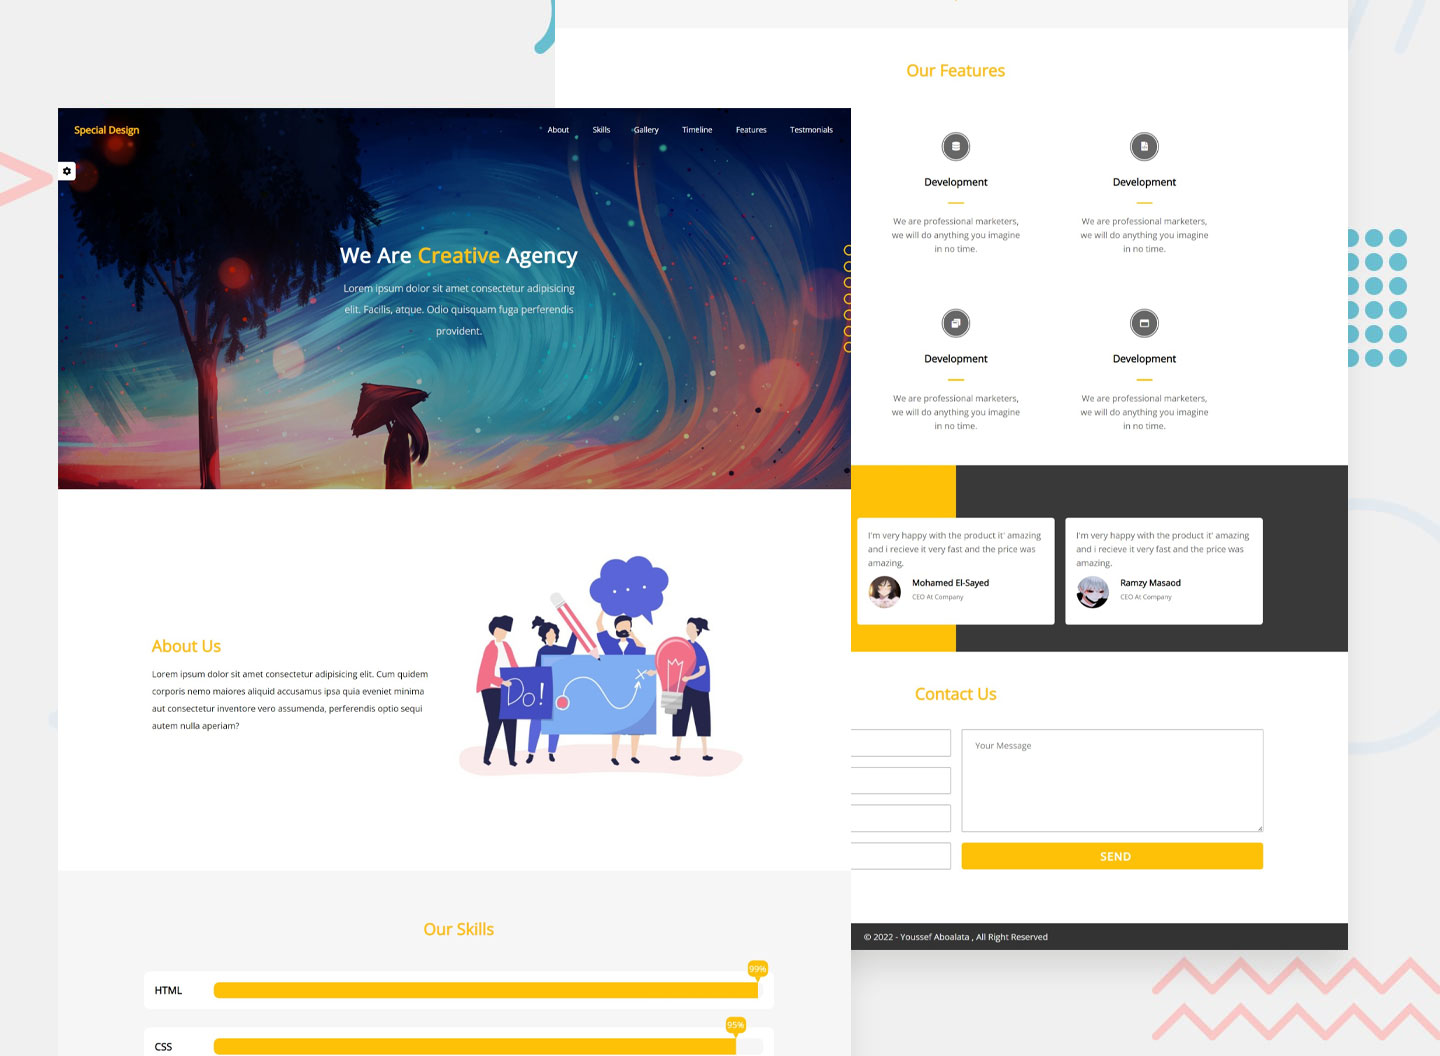 Special Design
About
Skills
Gallery
Timeline
Features
Testmonials
We Are Creative Agency
Lorem ipsum dolor sit amet consectetur adipisicing
elit. Facilis, atque. Odio quisquam fuga perferendis
provident.
About Us
Lorem ipsum dolor sit amet consectetur adipisicing elit. Cum quidem
corporis nemo maiores aliquid accusamus ipsa quia eveniet minima
aut consectetur inventore vero assumenda, perferendis optio sequi
autem nulla aperiam?
Do!
Our Skills
99%
HTML
95%
CSS
Our Features
Development
We are professional marketers,
we will do anything you imagine
in no time.
Development
We are professional marketers,
we will do anything you imagine
in no time.
Development
We are professional marketers,
we will do anything you imagine
in no time.
Development
We are professional marketers,
we will do anything you imagine
in no time.
I'm very happy with the product it' amazing
and i recieve it very fast and the price was
amazing.
Mohamed El-Sayed
CEO At Company
I'm very happy with the product it' amazing
and i recieve it very fast and the price was
amazing.
Ramzy Masaod
CEO At Company
Contact Us
Your Message
SEND
© 2022 - Youssef Aboalata , All Right Reserved